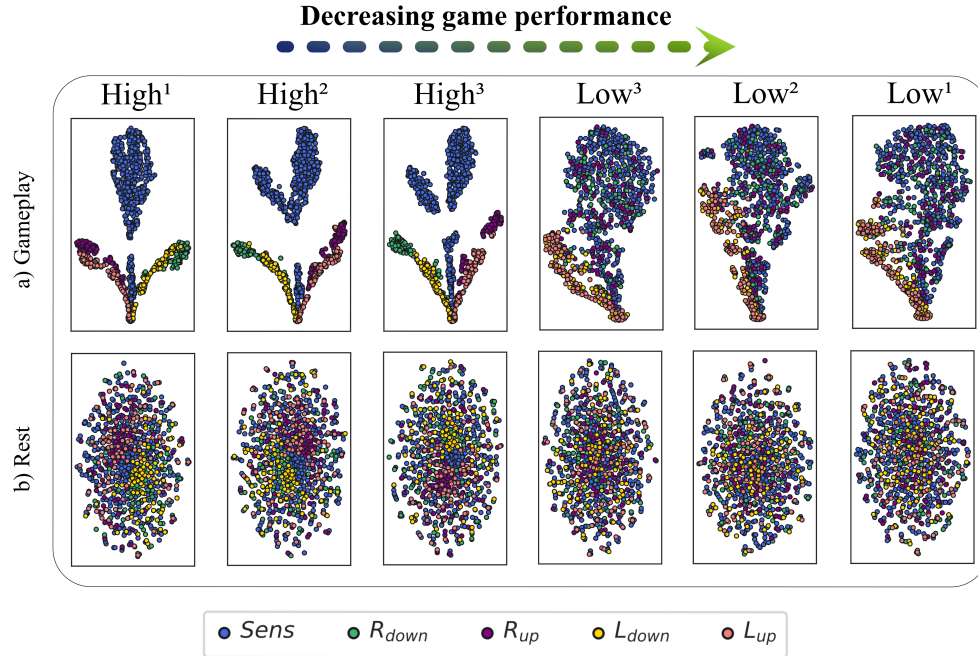 Decreasing game performance
High¹ High² High³ Low³ Low² Low¹
a) Gameplay
b) Rest
Sens R_down R_up L_down L_up